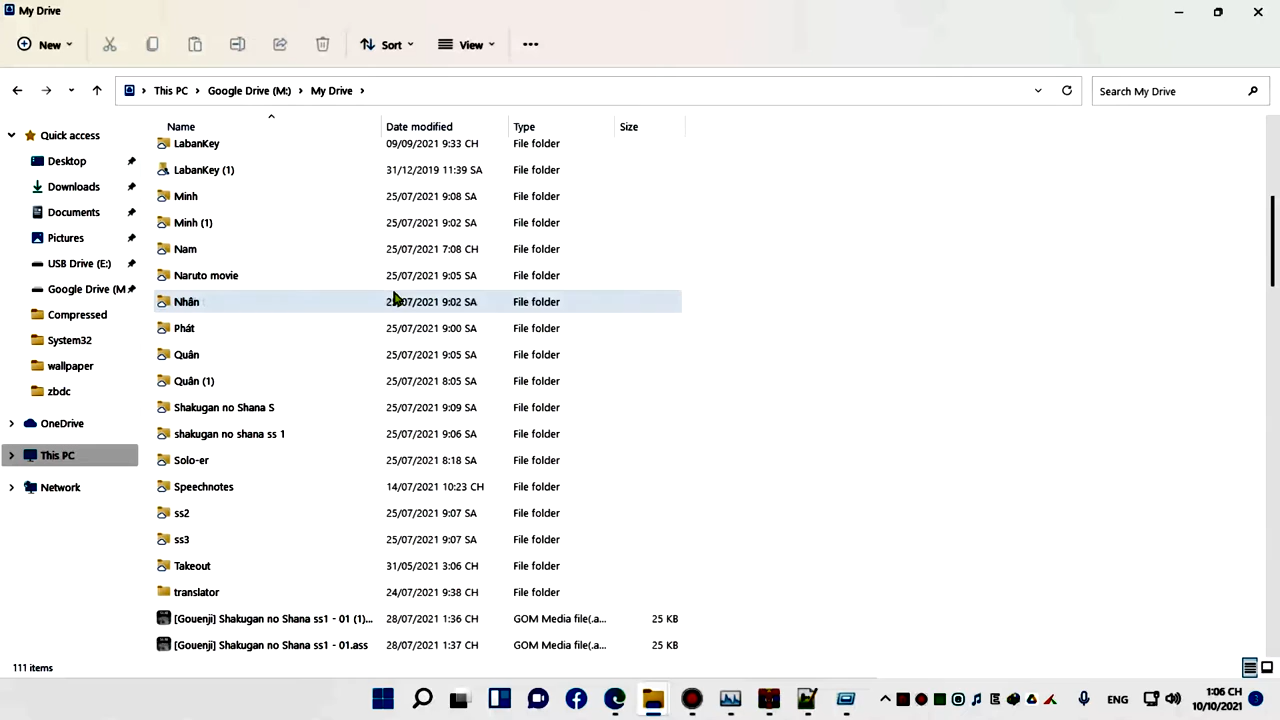 My Drive
New Sort View
This PC Google Drive (M:) My Drive Search My Drive
Name Date modified Type Size
Quick access
Desktop
Downloads
Documents
Pictures
USB Drive (E:)
Google Drive (M
Compressed
System32
wallpaper
zbdc
OneDrive
This PC
Network
LabanKey 09/09/2021 9:33 CH File folder
LabanKey (1) 31/12/2019 11:39 SA File folder
Minh 25/07/2021 9:08 SA File folder
Minh (1) 25/07/2021 9:02 SA File folder
Nam 25/07/2021 7:08 CH File folder
Naruto movie 25/07/2021 9:05 SA File folder
Nhân 25/07/2021 9:02 SA File folder
Phát 25/07/2021 9:00 SA File folder
Quân 25/07/2021 9:05 SA File folder
Quân (1) 25/07/2021 8:05 SA File folder
Shakugan no Shana S 25/07/2021 9:09 SA File folder
shakugan no shana ss 1 25/07/2021 9:06 SA File folder
Solo-er 25/07/2021 8:18 SA File folder
Speechnotes 14/07/2021 10:23 CH File folder
ss2 25/07/2021 9:07 SA File folder
ss3 25/07/2021 9:07 SA File folder
Takeout 31/05/2021 3:06 CH File folder
translator 24/07/2021 9:38 CH File folder
[Gouenji] Shakugan no Shana ss1 - 01 (1)... 28/07/2021 1:36 CH GOM Media file(.a... 25 KB
[Gouenji] Shakugan no Shana ss1 - 01.ass 28/07/2021 1:37 CH GOM Media file(.a... 25 KB
111 items
ENG
1:06 CH
10/10/2021